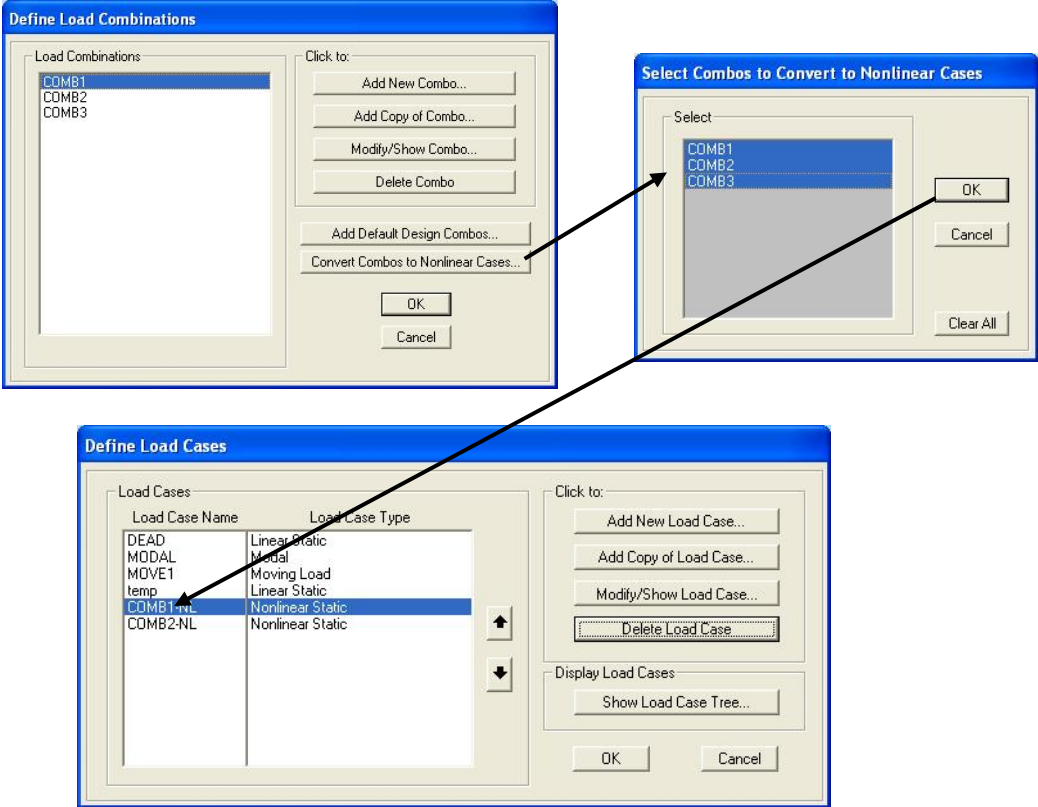 Define Load Combinations
Load Combinations
COMB1
COMB2
COMB3
Click to:
Add New Combo...
Add Copy of Combo...
Modify/Show Combo...
Delete Combo
Add Default Design Combos...
Convert Combos to Nonlinear Cases...
OK
Cancel
Select Combos to Convert to Nonlinear Cases
Select
COMB1
COMB2
COMB3
OK
Cancel
Clear All
Define Load Cases
Load Cases
Load Case Name Load Case Type
DEAD Linear Static
MODAL Modal
MOVE1 Moving Load
temp Linear Static
COMB1-NL Nonlinear Static
COMB2-NL Nonlinear Static
Click to:
Add New Load Case...
Add Copy of Load Case...
Modify/Show Load Case...
Delete Load Case
Display Load Cases
Show Load Case Tree...
OK
Cancel